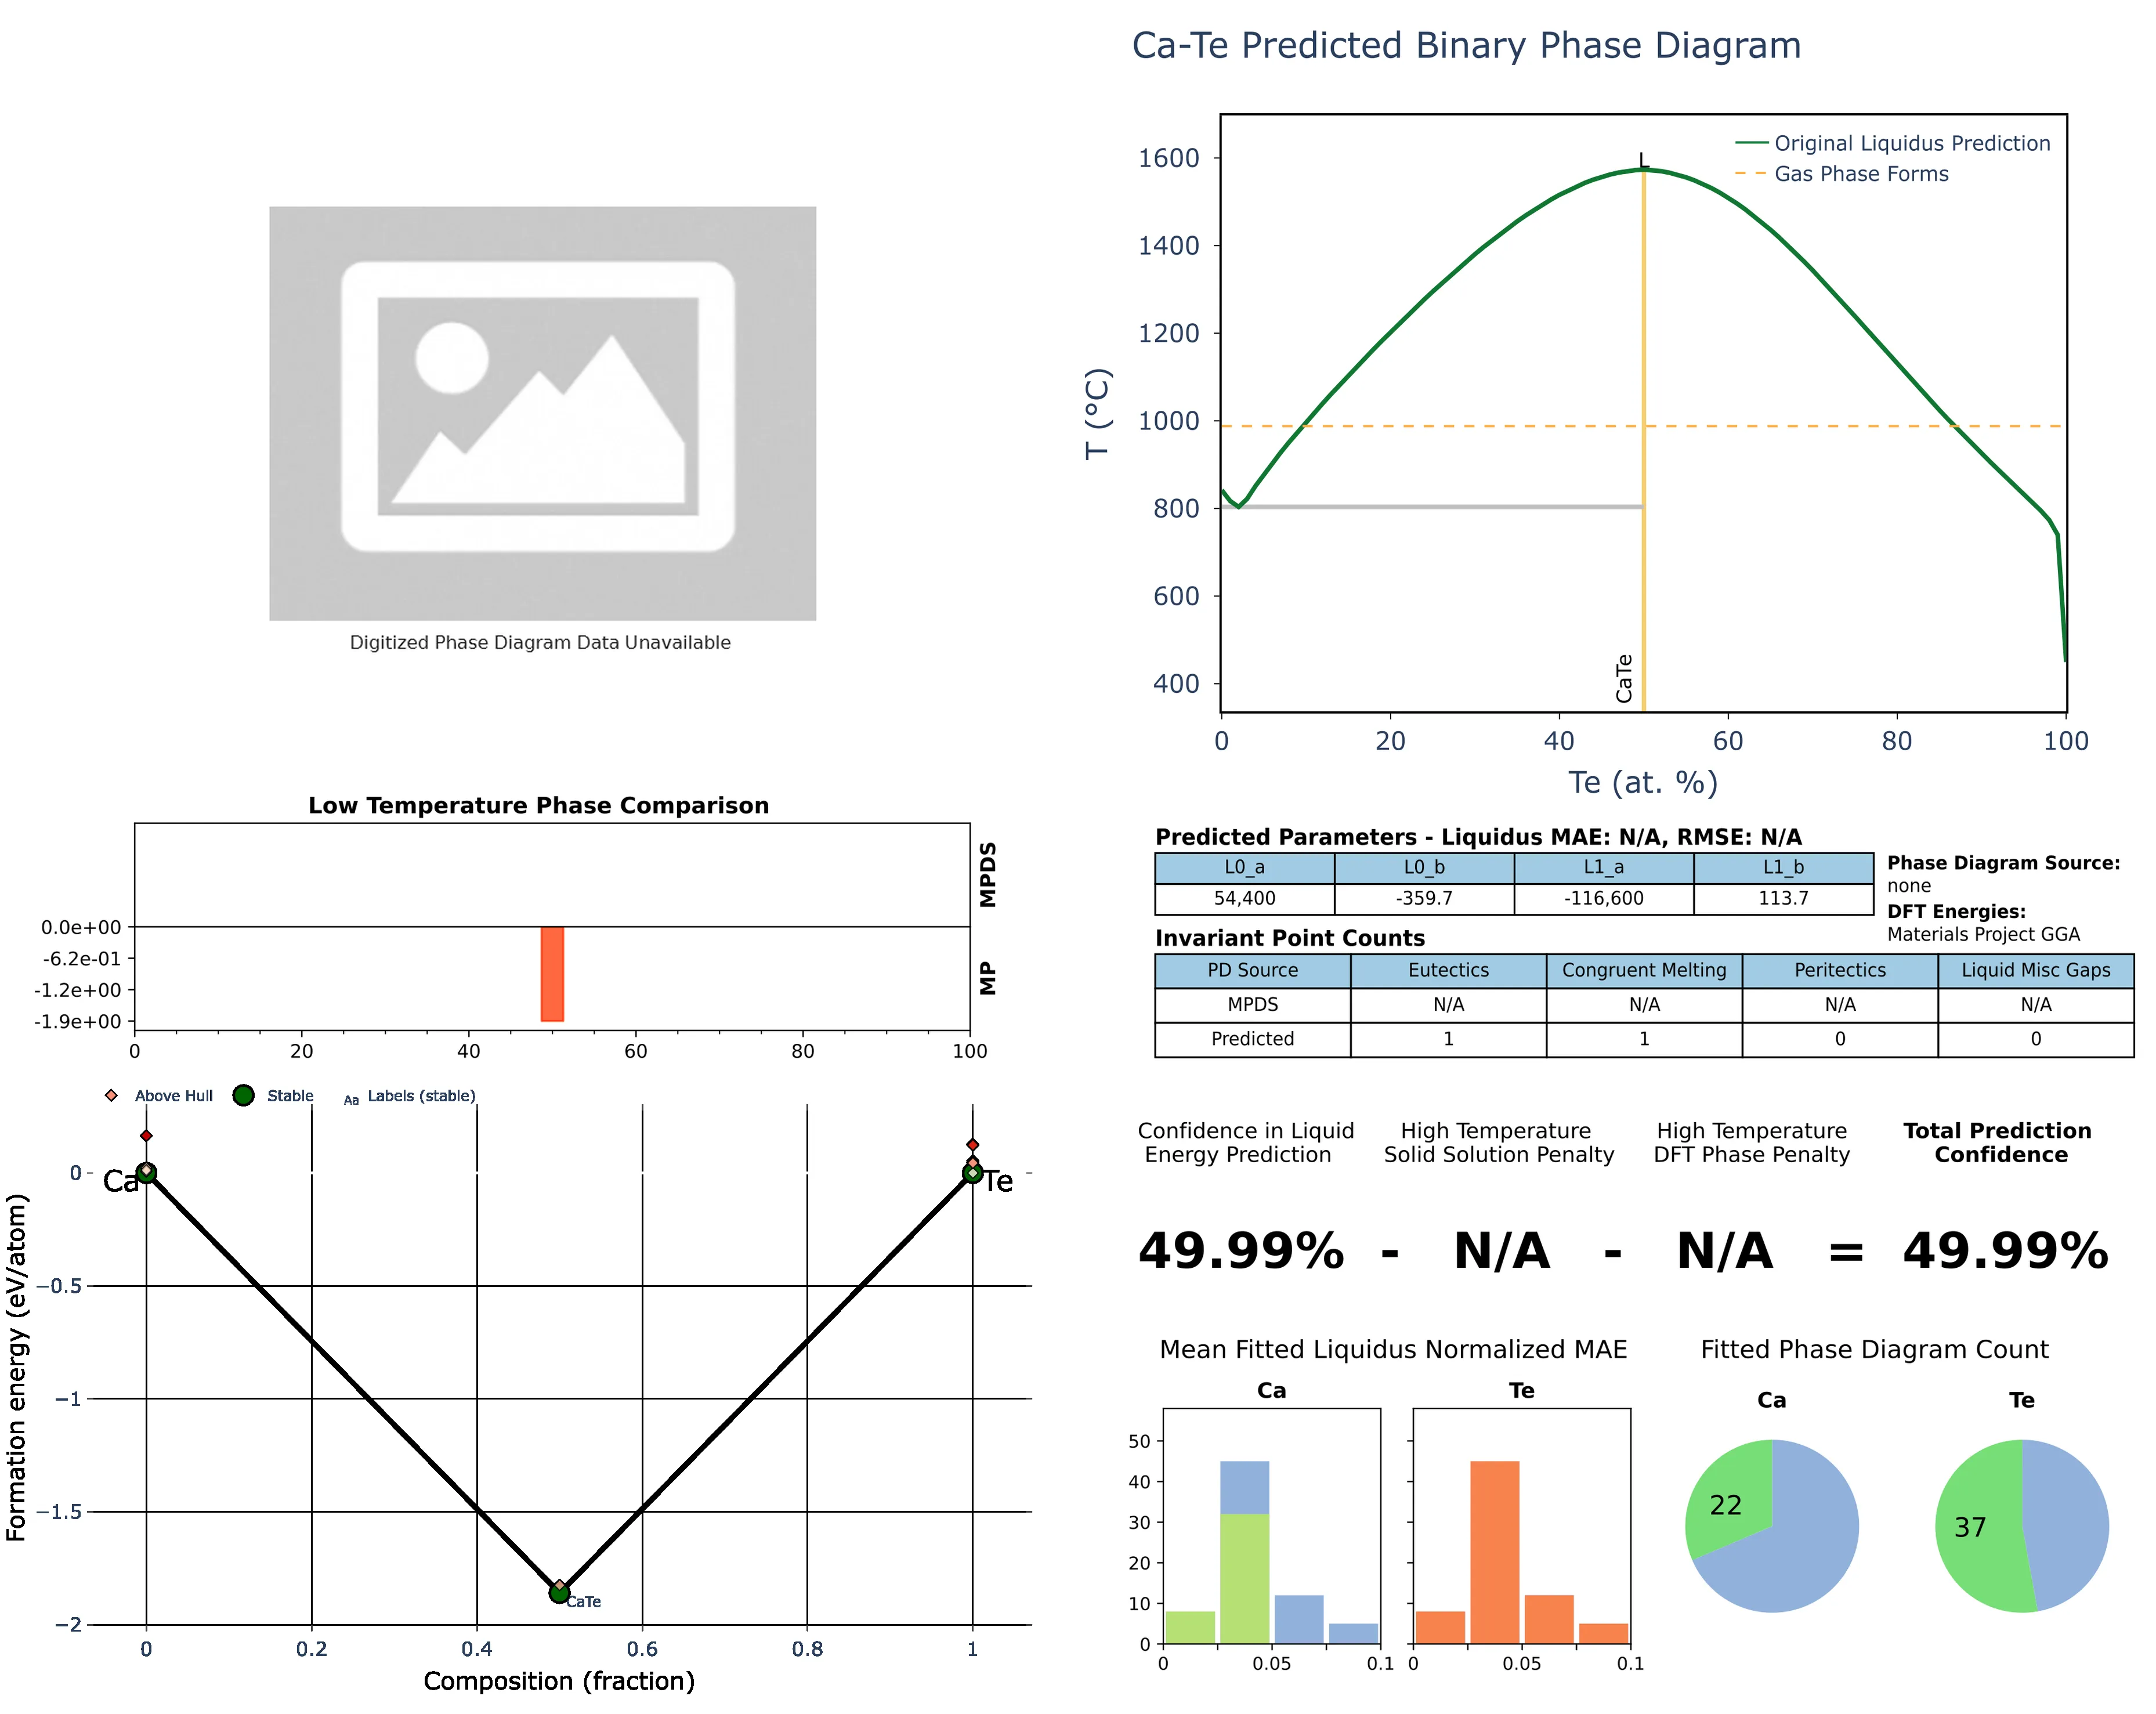 Ca-Te Predicted Binary Phase Diagram
Digitized Phase Diagram Data Unavailable
T (°C)
1600
1400
1200
1000
800
600
400
Original Liquidus Prediction
Gas Phase Forms
L
CaTe
0 20 40 60 80 100
Te (at. %)
Low Temperature Phase Comparison
0.0e+00
-6.2e-01
-1.2e+00
-1.9e+00
MPDS
MP
0 20 40 60 80 100
Predicted Parameters - Liquidus MAE: N/A, RMSE: N/A
L0_a L0_b L1_a L1_b
54,400 -359.7 -116,600 113.7
Phase Diagram Source:
none
DFT Energies:
Materials Project GGA
Invariant Point Counts
PD Source Eutectics Congruent Melting Peritectics Liquid Misc Gaps
MPDS N/A N/A N/A N/A
Predicted 1 1 0 0
Above Hull Stable Aa Labels (stable)
Formation energy (eV/atom)
0
−0.5
−1
−1.5
−2
Ca
Te
CaTe
0 0.2 0.4 0.6 0.8 1
Composition (fraction)
Confidence in Liquid
Energy Prediction
High Temperature
Solid Solution Penalty
High Temperature
DFT Phase Penalty
Total Prediction
Confidence
49.99% - N/A - N/A = 49.99%
Mean Fitted Liquidus Normalized MAE
Ca
Te
50
40
30
20
10
0
0 0.05 0.1
0 0.05 0.1
Fitted Phase Diagram Count
Ca
Te
22
37